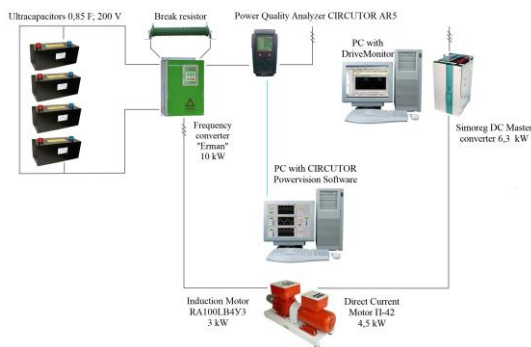 Ultracapacitors 0,85 F; 200 V
Break resistor
Power Quality Analyzer CIRCUTOR AR5
PC with
DriveMonitor
Simoreg DC Master
converter 6,3 kW
Frequency
converter
"Erman"
10 kW
PC with CIRCUTOR
Powervision Software
Induction Motor
RA100LB4У3
3 kW
Direct Current
Motor П-42
4,5 kW